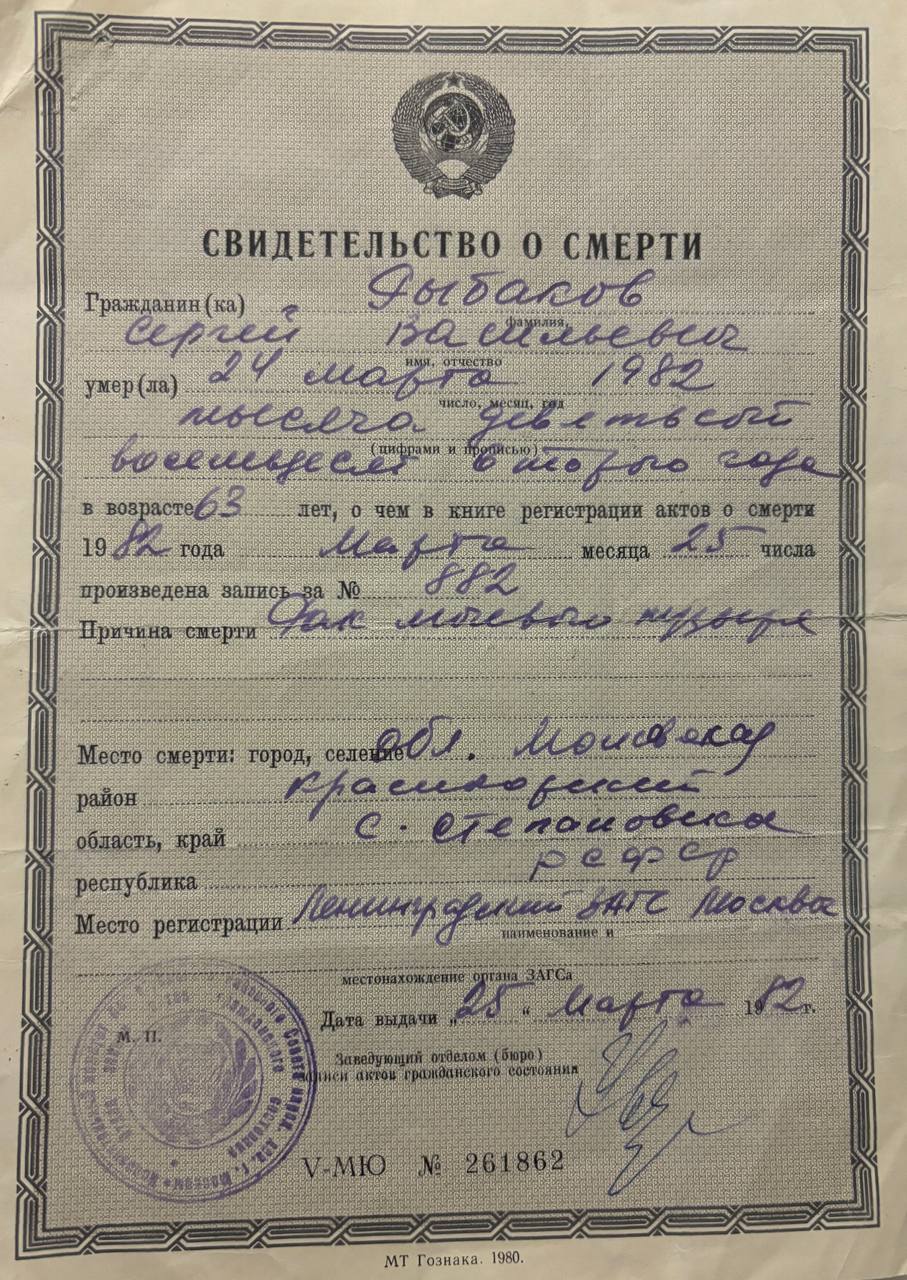 СВИДЕТЕЛЬСТВО О СМЕРТИ
Гражданин(ка) Рыбаков
фамилия,
Сергей Васильевич
имя, отчество
умер(ла) 24 марта 1982
число, месяц, год
тысяча девятьсот
(цифрами и прописью)
восемьдесят второго года
в возрасте 63 лет, о чем в книге регистрации актов о смерти
1982 года Марта месяца 25 числа
произведена запись за № 882
Причина смерти Рак мочевого пузыря
Место смерти: город, селение обл. Московская
район Красногорский
область, край с. Степановка
республика РСФСР
Место регистрации Ленинградский ЗАГС Москвы
наименование и
местонахождение органа ЗАГСа
Дата выдачи „25“ Марта 1982 г.
М. П.
Заведующий отделом (бюро)
записи актов гражданского состояния
V-МЮ № 261862
МТ Гознака. 1980.